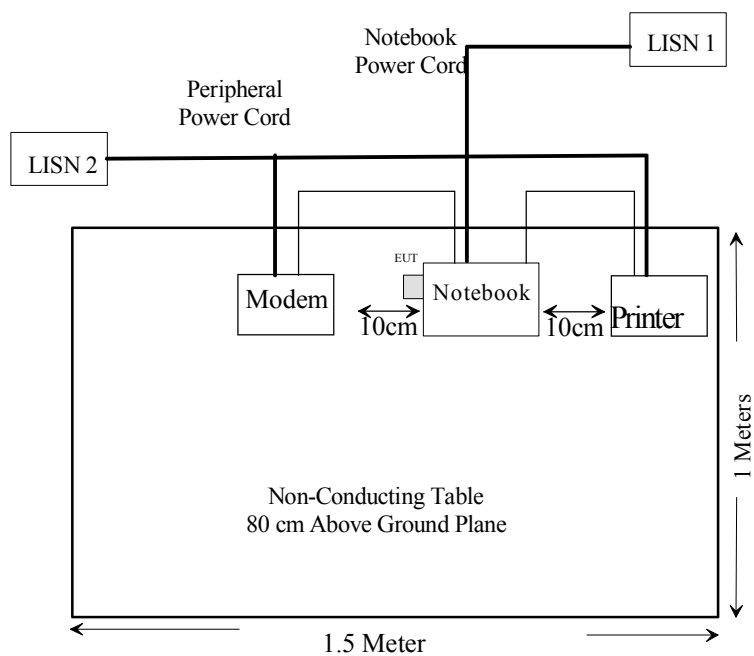 Notebook
Power Cord
LISN 1
Peripheral
Power Cord
LISN 2
EUT
Modem
Notebook
Printer
10cm
10cm
1 Meters
Non-Conducting Table
80 cm Above Ground Plane
1.5 Meter